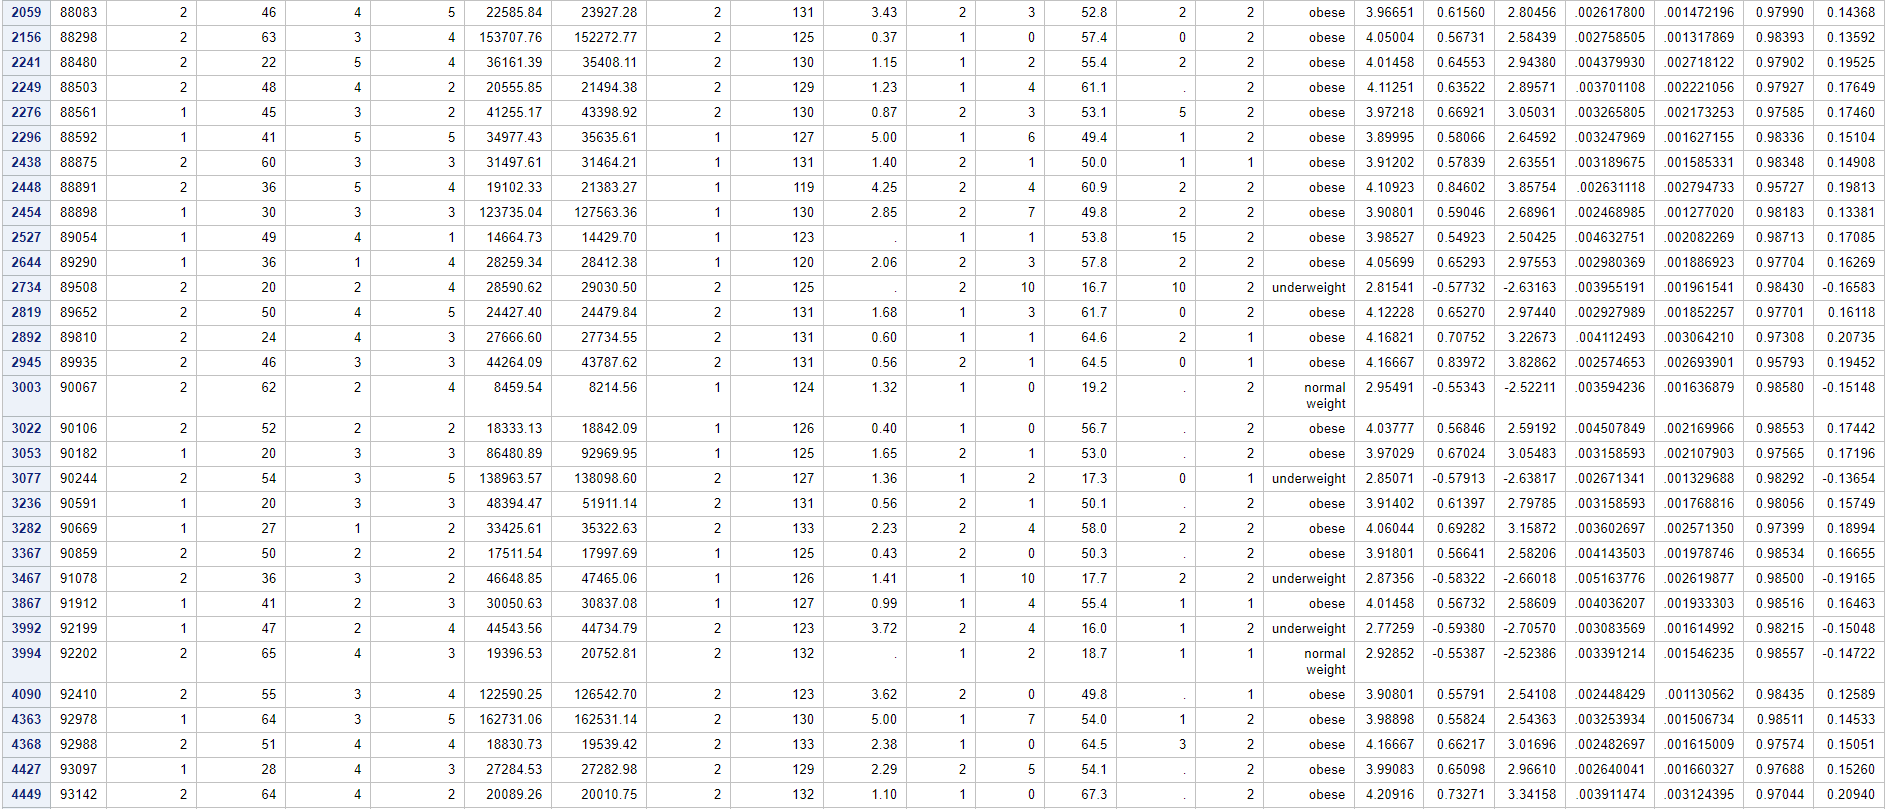 2059 88083 2 46 4 5 22585.84 23927.28 2 131 3.43 2 3 52.8 2 2 obese 3.96651 0.61560 2.80456 .002617800 .001472196 0.97990 0.14368
2156 88298 2 63 3 4 153707.76 152272.77 2 125 0.37 1 0 57.4 0 2 obese 4.05004 0.56731 2.58439 .002758505 .001317869 0.98393 0.13592
2241 88480 2 22 5 4 36161.39 35408.11 2 130 1.15 1 2 55.4 2 2 obese 4.01458 0.64553 2.94380 .004379930 .002718122 0.97902 0.19525
2249 88503 2 48 4 2 20555.85 21494.38 2 129 1.23 1 4 61.1 . 2 obese 4.11251 0.63522 2.89571 .003701108 .002221056 0.97927 0.17649
2276 88561 1 45 3 2 41255.17 43398.92 2 130 0.87 2 3 53.1 5 2 obese 3.97218 0.66921 3.05031 .003265805 .002173253 0.97585 0.17460
2296 88592 1 41 5 5 34977.43 35635.61 1 127 5.00 1 6 49.4 1 2 obese 3.89995 0.58066 2.64592 .003247969 .001627155 0.98336 0.15104
2438 88875 2 60 3 3 31497.61 31464.21 2 131 1.40 2 1 50.0 1 1 obese 3.91202 0.57839 2.63551 .003189675 .001585331 0.98348 0.14908
2448 88891 2 36 5 4 19102.33 21383.27 1 119 4.25 2 4 60.9 2 2 obese 4.10923 0.84602 3.85754 .002631118 .002794733 0.95727 0.19813
2454 88898 1 30 3 3 123735.04 127563.36 1 130 2.85 2 7 49.8 2 2 obese 3.90801 0.59046 2.68961 .002468985 .001277020 0.98183 0.13381
2527 89054 1 49 4 1 14664.73 14429.70 1 123 . 1 1 53.8 15 2 obese 3.98527 0.54923 2.50425 .004632751 .002082269 0.98713 0.17085
2644 89290 1 36 1 4 28259.34 28412.38 1 120 2.06 2 3 57.8 2 2 obese 4.05699 0.65293 2.97553 .002980369 .001886923 0.97704 0.16269
2734 89508 2 20 2 4 28590.62 29030.50 2 125 . 2 10 16.7 10 2 underweight 2.81541 -0.57732 -2.63163 .003955191 .001961541 0.98430 -0.16583
2819 89652 2 50 4 5 24427.40 24479.84 2 131 1.68 1 3 61.7 0 2 obese 4.12228 0.65270 2.97440 .002927989 .001852257 0.97701 0.16118
2892 89810 2 24 4 3 27666.60 27734.55 2 131 0.60 1 1 64.6 2 1 obese 4.16821 0.70752 3.22673 .004112493 .003064210 0.97308 0.20735
2945 89935 2 46 3 3 44264.09 43787.62 2 131 0.56 2 1 64.5 0 1 obese 4.16667 0.83972 3.82862 .002574653 .002693901 0.95793 0.19452
3003 90067 2 62 2 4 8459.54 8214.56 1 124 1.32 1 0 19.2 . 2 normal 2.95491 -0.55343 -2.52211 .003594236 .001636879 0.98580 -0.15148
weight
3022 90106 2 52 2 2 18333.13 18842.09 1 126 0.40 1 0 56.7 . 2 obese 4.03777 0.56846 2.59192 .004507849 .002169966 0.98553 0.17442
3053 90182 1 20 3 3 86480.89 92969.95 1 125 1.65 2 1 53.0 . 2 obese 3.97029 0.67024 3.05483 .003158593 .002107903 0.97565 0.17196
3077 90244 2 54 3 5 138963.57 138098.60 2 127 1.36 1 2 17.3 0 1 underweight 2.85071 -0.57913 -2.63817 .002671341 .001329688 0.98292 -0.13654
3236 90591 1 20 3 3 48394.47 51911.14 2 131 0.56 2 1 50.1 . 2 obese 3.91402 0.61397 2.79785 .003158593 .001768816 0.98056 0.15749
3282 90669 1 27 1 2 33425.61 35322.63 2 133 2.23 2 4 58.0 2 2 obese 4.06044 0.69282 3.15872 .003602697 .002571350 0.97399 0.18994
3367 90859 2 50 2 2 17511.54 17997.69 1 125 0.43 2 0 50.3 . 2 obese 3.91801 0.56641 2.58206 .004143503 .001978746 0.98534 0.16655
3467 91078 2 36 3 2 46648.85 47465.06 1 126 1.41 1 10 17.7 2 2 underweight 2.87356 -0.58322 -2.66018 .005163776 .002619877 0.98500 -0.19165
3867 91912 1 41 2 3 30050.63 30837.08 1 127 0.99 1 4 55.4 1 1 obese 4.01458 0.56732 2.58609 .004036207 .001933303 0.98516 0.16463
3992 92199 1 47 2 4 44543.56 44734.79 2 123 3.72 2 4 16.0 1 2 underweight 2.77259 -0.59380 -2.70570 .003083569 .001614992 0.98215 -0.15048
3994 92202 2 65 4 3 19396.53 20752.81 2 132 . 1 2 18.7 1 1 normal 2.92852 -0.55387 -2.52386 .003391214 .001546235 0.98557 -0.14722
weight
4090 92410 2 55 3 4 122590.25 126542.70 2 123 3.62 2 0 49.8 . 1 obese 3.90801 0.55791 2.54108 .002448429 .001130562 0.98435 0.12589
4363 92978 1 64 3 5 162731.06 162531.14 2 130 5.00 1 7 54.0 1 2 obese 3.98898 0.55824 2.54363 .003253934 .001506734 0.98511 0.14533
4368 92988 2 51 4 4 18830.73 19539.42 2 133 2.38 1 0 64.5 3 2 obese 4.16667 0.66217 3.01696 .002482697 .001615009 0.97574 0.15051
4427 93097 1 28 4 3 27284.53 27282.98 2 129 2.29 2 5 54.1 . 2 obese 3.99083 0.65098 2.96610 .002640041 .001660327 0.97688 0.15260
4449 93142 2 64 4 2 20089.26 20010.75 2 132 1.10 1 0 67.3 . 2 obese 4.20916 0.73271 3.34158 .003911474 .003124395 0.97044 0.20940